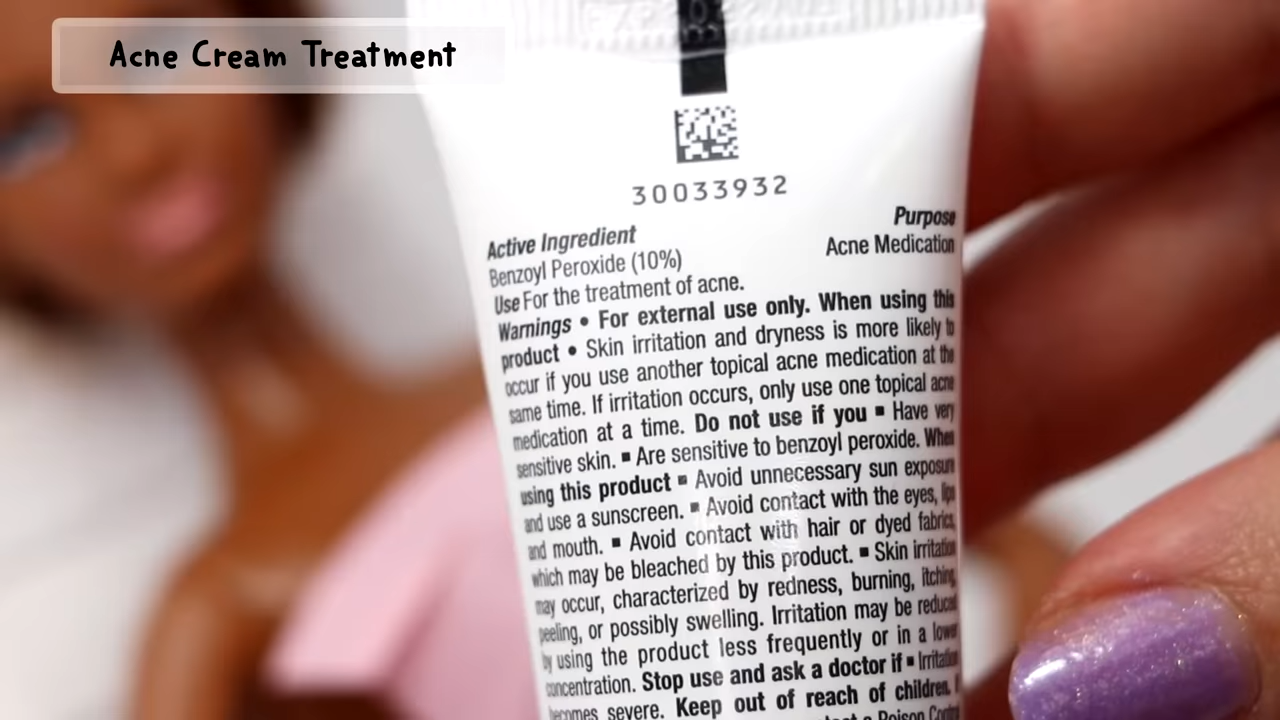 Acne Cream Treatment
30033932
Purpose
Active Ingredient
Acne Medication
Benzoyl Peroxide (10%)
Use For the treatment of acne.
Warnings • For external use only. When using this
product • Skin irritation and dryness is more likely to
occur if you use another topical acne medication at the
same time. If irritation occurs, only use one topical acne
medication at a time. Do not use if you ▪ Have very
sensitive skin. ▪ Are sensitive to benzoyl peroxide. When
using this product ▪ Avoid unnecessary sun exposure
and use a sunscreen. ▪ Avoid contact with the eyes, lips
and mouth. ▪ Avoid contact with hair or dyed fabrics,
which may be bleached by this product. ▪ Skin irritation
may occur, characterized by redness, burning, itching,
peeling, or possibly swelling. Irritation may be reduced
by using the product less frequently or in a lower
concentration. Stop use and ask a doctor if ▪ Irritation
becomes severe. Keep out of reach of children.
a Poison Control